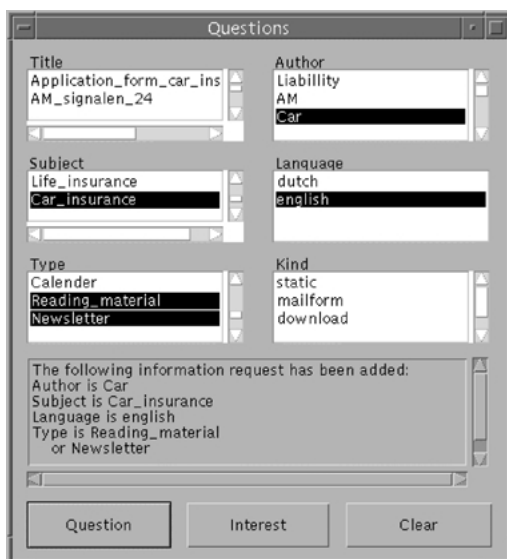 Questions
Title
Application_form_car_ins
AM_signalen_24
Author
Liabillity
AM
Car
Subject
Life_insurance
Car_insurance
Language
dutch
english
Type
Calender
Reading_material
Newsletter
Kind
static
mailform
download
The following information request has been added:
Author is Car
Subject is Car_insurance
Language is english
Type is Reading_material
or Newsletter
Question
Interest
Clear